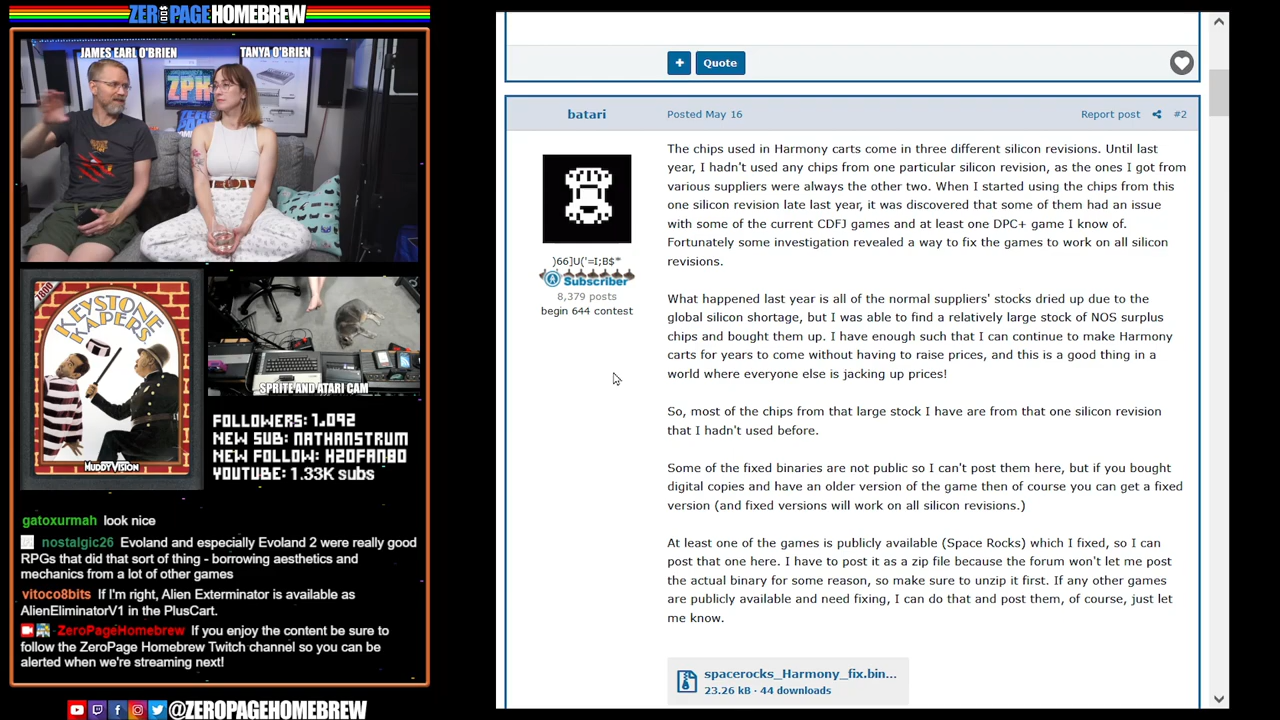 ZEROPAGE HOMEBREW
JAMES EARL O'BRIEN
TANYA O'BRIEN
ZPH
7800
KEYSTONE
KAPERS
MUDDYVISION
SPRITE AND ATARI CAM
FOLLOWERS: 1,092
NEW SUB: NATHANSTRUM
NEW FOLLOW: H2OFAN80
YOUTUBE: 1.33K subs
gatoxurmah look nice
nostalgic26 Evoland and especially Evoland 2 were really good
RPGs that did that sort of thing - borrowing aesthetics and
mechanics from a lot of other games
vitoco8bits If I'm right, Alien Exterminator is available as
AlienEliminatorV1 in the PlusCart.
ZeroPageHomebrew If you enjoy the content be sure to
follow the ZeroPage Homebrew Twitch channel so you can be
alerted when we're streaming next!
@ZEROPAGEHOMEBREW
+ Quote
batari
Posted May 16
Report post #2
)66]U('=I;B$*
Subscriber
8,379 posts
begin 644 contest
The chips used in Harmony carts come in three different silicon revisions. Until last
year, I hadn't used any chips from one particular silicon revision, as the ones I got from
various suppliers were always the other two. When I started using the chips from this
one silicon revision late last year, it was discovered that some of them had an issue
with some of the current CDFJ games and at least one DPC+ game I know of.
Fortunately some investigation revealed a way to fix the games to work on all silicon
revisions.
What happened last year is all of the normal suppliers' stocks dried up due to the
global silicon shortage, but I was able to find a relatively large stock of NOS surplus
chips and bought them up. I have enough such that I can continue to make Harmony
carts for years to come without having to raise prices, and this is a good thing in a
world where everyone else is jacking up prices!
So, most of the chips from that large stock I have are from that one silicon revision
that I hadn't used before.
Some of the fixed binaries are not public so I can't post them here, but if you bought
digital copies and have an older version of the game then of course you can get a fixed
version (and fixed versions will work on all silicon revisions.)
At least one of the games is publicly available (Space Rocks) which I fixed, so I can
post that one here. I have to post it as a zip file because the forum won't let me post
the actual binary for some reason, so make sure to unzip it first. If any other games
are publicly available and need fixing, I can do that and post them, of course, just let
me know.
spacerocks_Harmony_fix.bin...
23.26 kB · 44 downloads